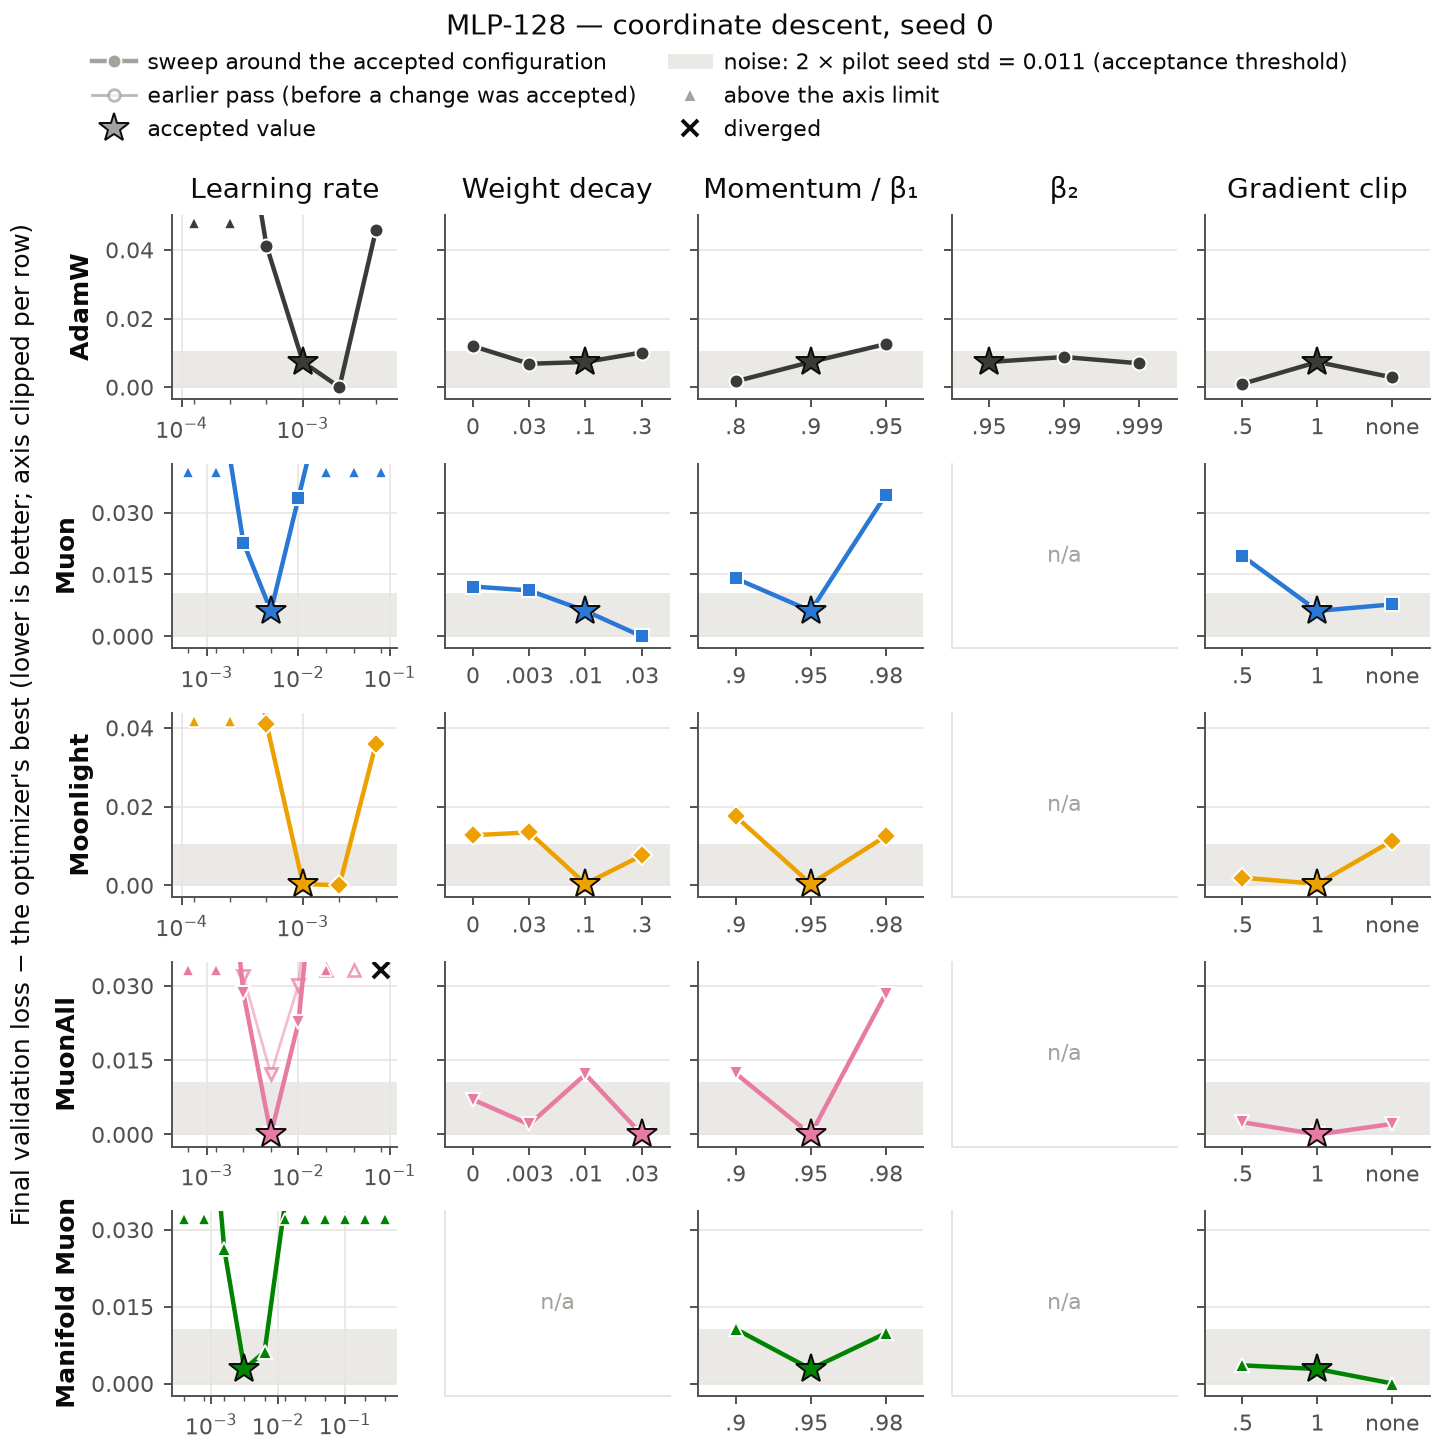 MLP-128 — coordinate descent, seed 0
sweep around the accepted configuration
noise: 2 × pilot seed std = 0.011 (acceptance threshold)
earlier pass (before a change was accepted)
above the axis limit
accepted value
diverged
Learning rate
Weight decay
Momentum / β₁
β₂
Gradient clip
Final validation loss − the optimizer's best (lower is better; axis clipped per row)
AdamW
0.04
0.02
0.00
10⁻⁴ 10⁻³
0 .03 .1 .3
.8 .9 .95
.95 .99 .999
.5 1 none
Muon
0.030
0.015
0.000
n/a
10⁻³ 10⁻² 10⁻¹
0 .003 .01 .03
.9 .95 .98
.5 1 none
Moonlight
0.04
0.02
0.00
n/a
10⁻⁴ 10⁻³
0 .03 .1 .3
.9 .95 .98
.5 1 none
MuonAll
0.030
0.015
0.000
n/a
10⁻³ 10⁻² 10⁻¹
0 .003 .01 .03
.9 .95 .98
.5 1 none
Manifold Muon
0.030
0.015
0.000
n/a
n/a
10⁻³ 10⁻² 10⁻¹
.9 .95 .98
.5 1 none